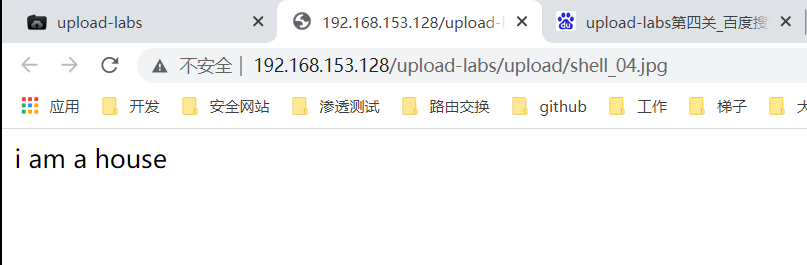 upload-labs 192.168.153.128/upload-l upload-labs第四关_百度搜
不安全 | 192.168.153.128/upload-labs/upload/shell_04.jpg
应用 开发 安全网站 渗透测试 路由交换 github 工作 梯子
i am a house